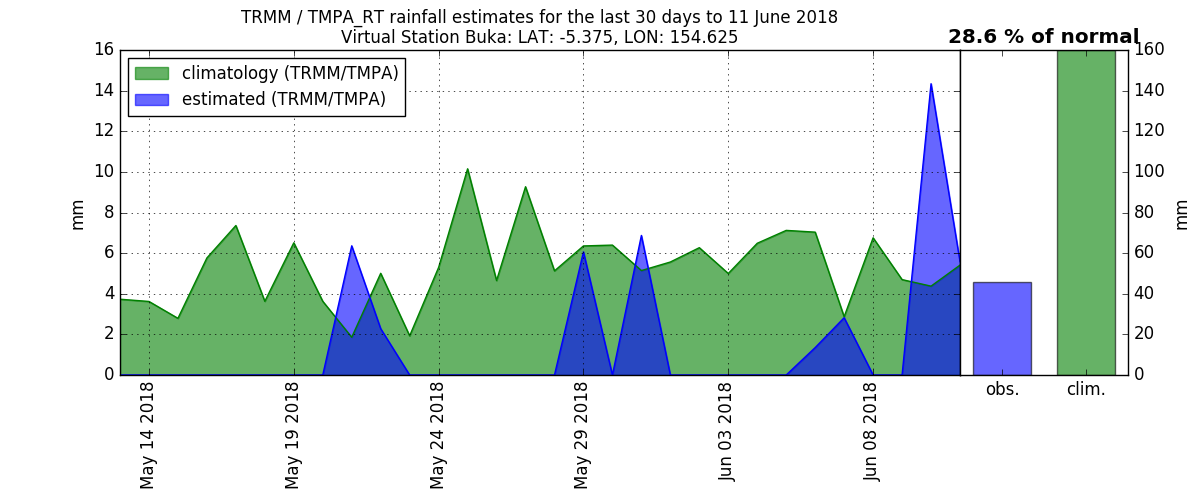 TRMM / TMPA_RT rainfall estimates for the last 30 days to 11 June 2018
Virtual Station Buka: LAT: -5.375, LON: 154.625
28.6 % of normal
climatology (TRMM/TMPA)
estimated (TRMM/TMPA)
16
14
12
10
8
6
4
2
0
mm
160
140
120
100
80
60
40
20
0
mm
May 14 2018
May 19 2018
May 24 2018
May 29 2018
Jun 03 2018
Jun 08 2018
obs.
clim.